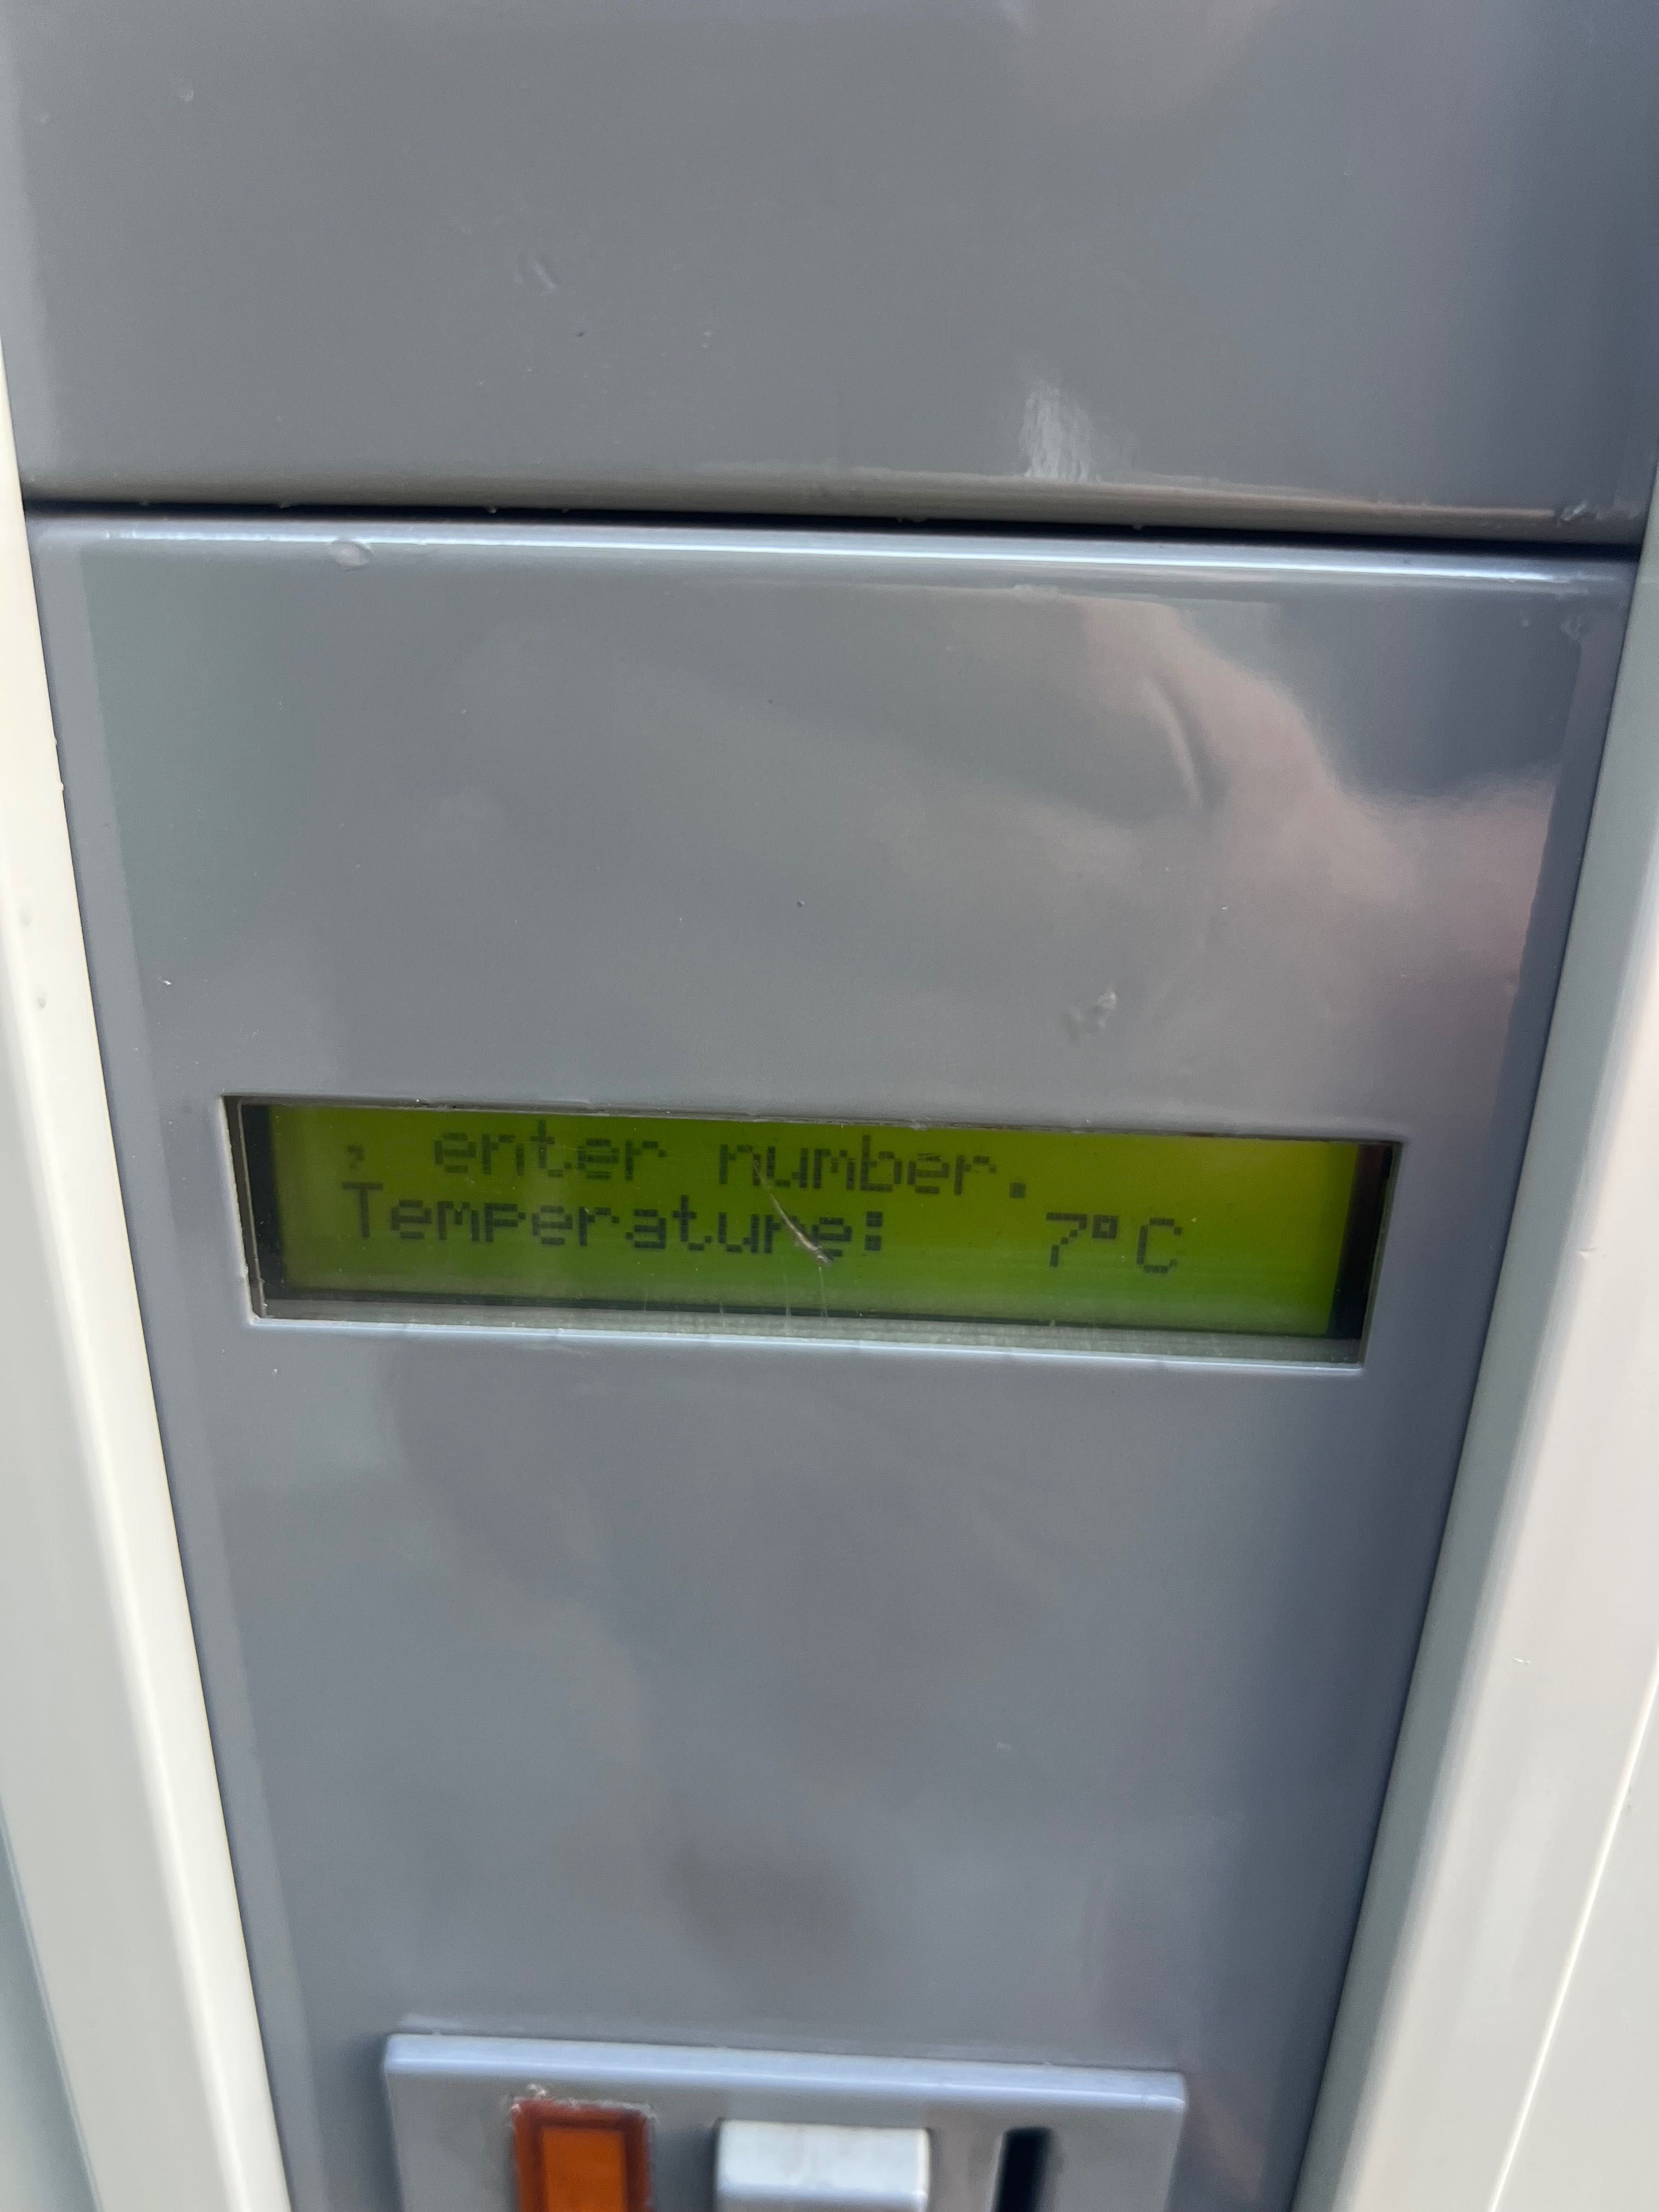 , enter number.
Temperature: 7°C